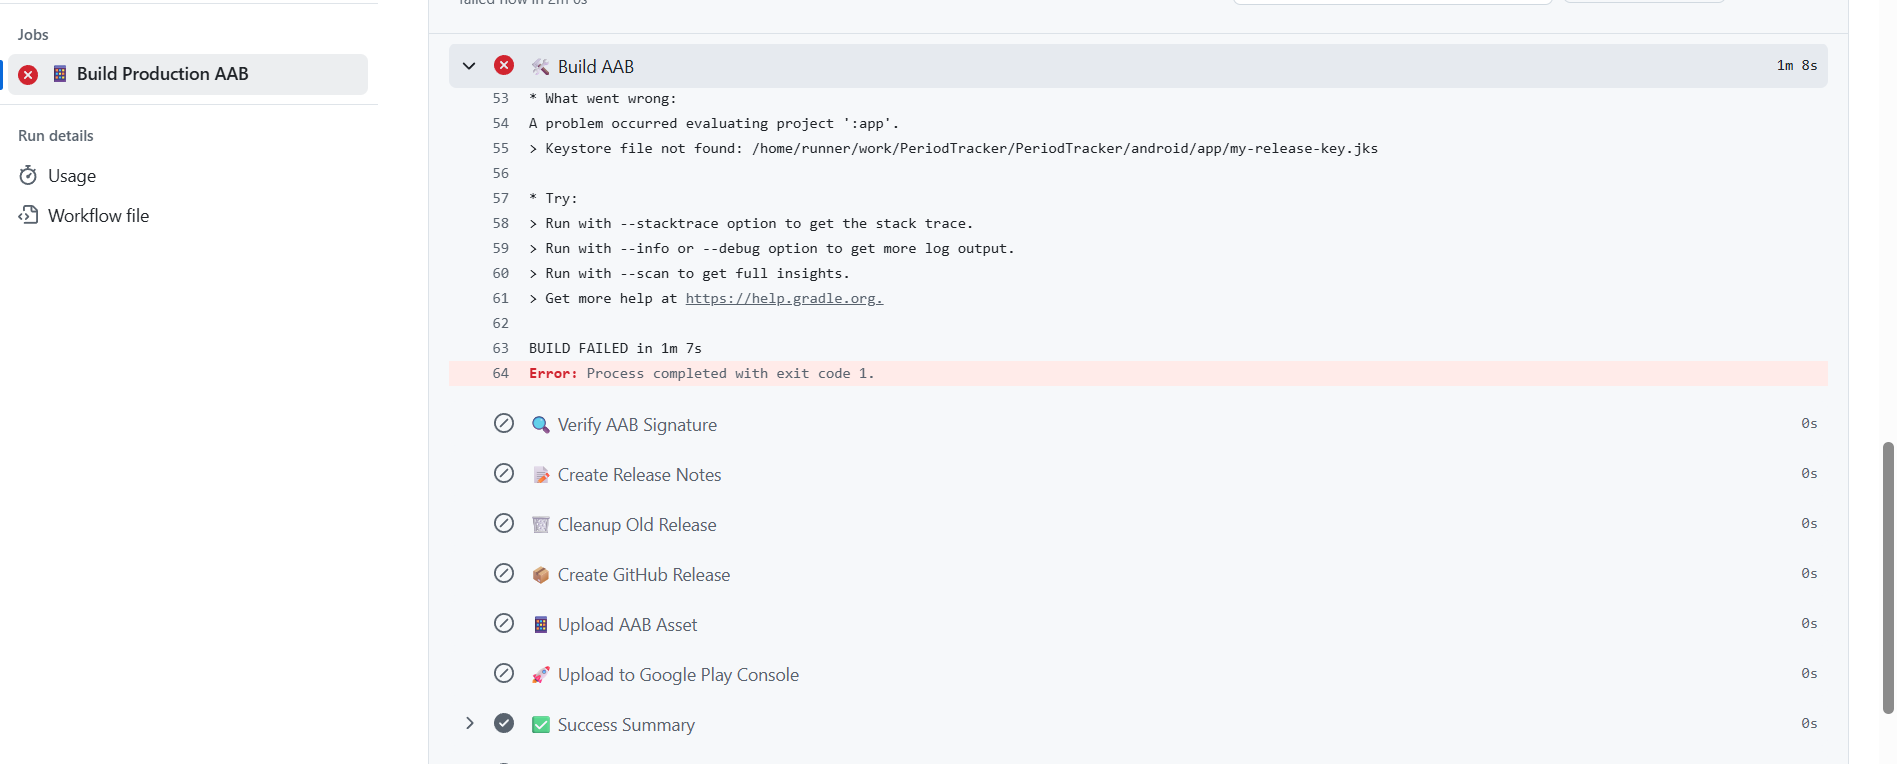 failed now in 2m 6s
Jobs
Build Production AAB
Run details
Usage
Workflow file
Build AAB
1m 8s
53 * What went wrong:
54 A problem occurred evaluating project ':app'.
55 > Keystore file not found: /home/runner/work/PeriodTracker/PeriodTracker/android/app/my-release-key.jks
56
57 * Try:
58 > Run with --stacktrace option to get the stack trace.
59 > Run with --info or --debug option to get more log output.
60 > Run with --scan to get full insights.
61 > Get more help at https://help.gradle.org.
62
63 BUILD FAILED in 1m 7s
64 Error: Process completed with exit code 1.
Verify AAB Signature 0s
Create Release Notes 0s
Cleanup Old Release 0s
Create GitHub Release 0s
Upload AAB Asset 0s
Upload to Google Play Console 0s
Success Summary 0s